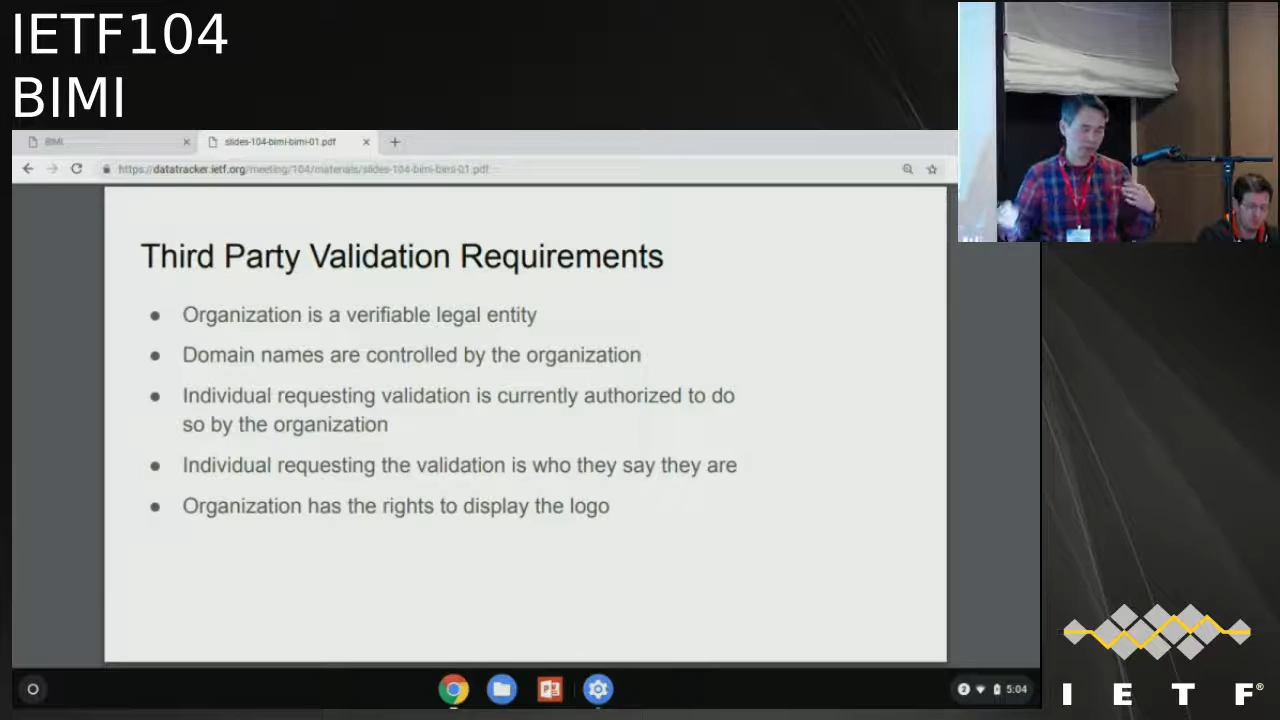 IETF104
BIMI
BIMI
slides-104-bimi-bimi-01.pdf
https://datatracker.ietf.org/meeting/104/materials/slides-104-bimi-bimi-01.pdf
Third Party Validation Requirements
● Organization is a verifiable legal entity
● Domain names are controlled by the organization
● Individual requesting validation is currently authorized to do
so by the organization
● Individual requesting the validation is who they say they are
● Organization has the rights to display the logo
2 5:04
I E T F®